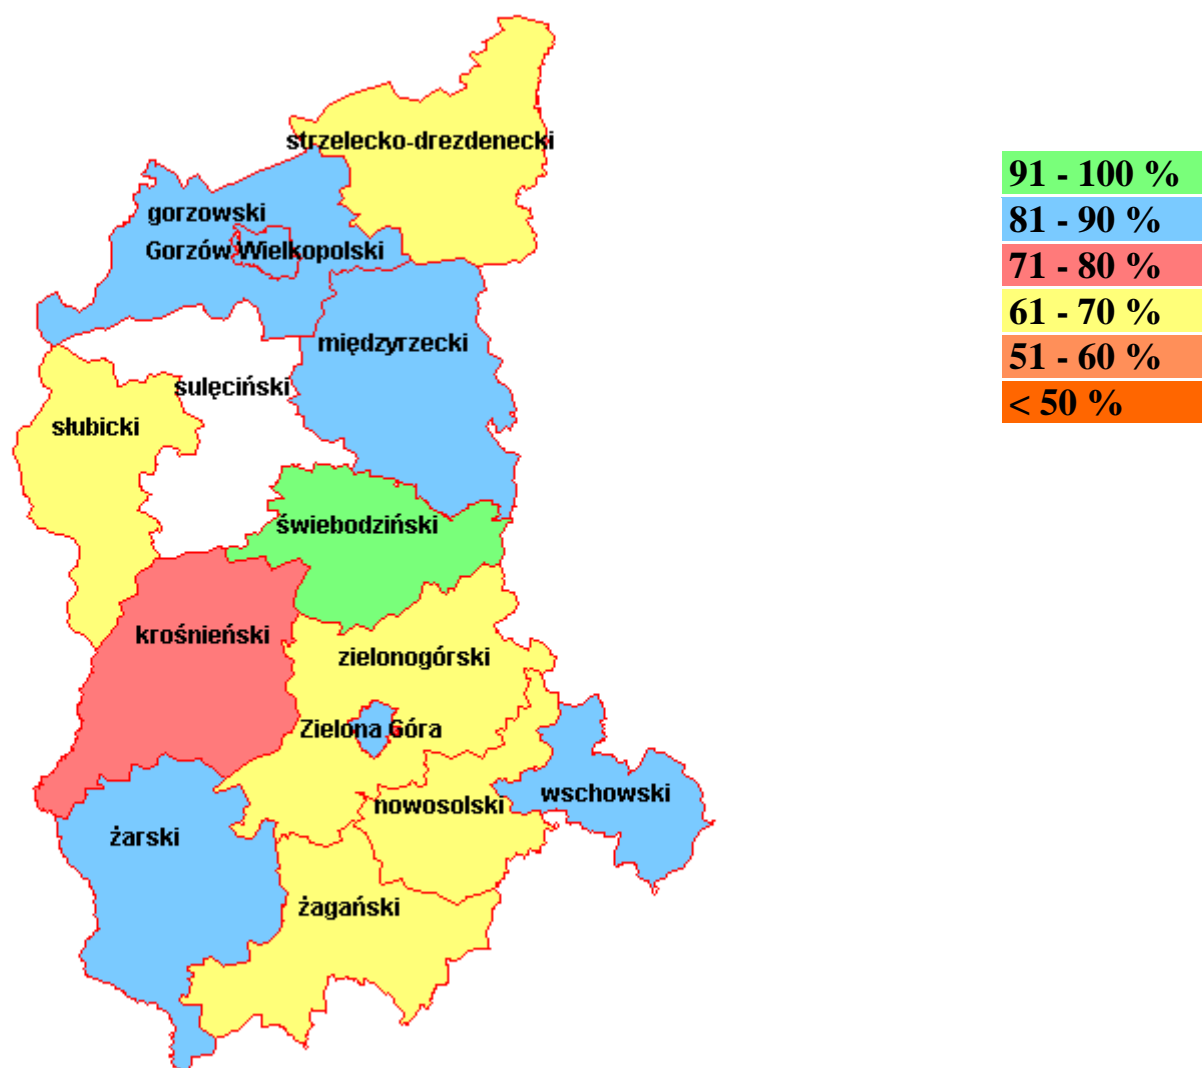 strzelecko-drezdenecki
gorzowski
Gorzów Wielkopolski
międzyrzecki
sulęciński
słubicki
świebodziński
krośnieński
zielonogórski
Zielona Góra
nowosolski
wschowski
żarski
żagański
91 - 100 %
81 - 90 %
71 - 80 %
61 - 70 %
51 - 60 %
< 50 %